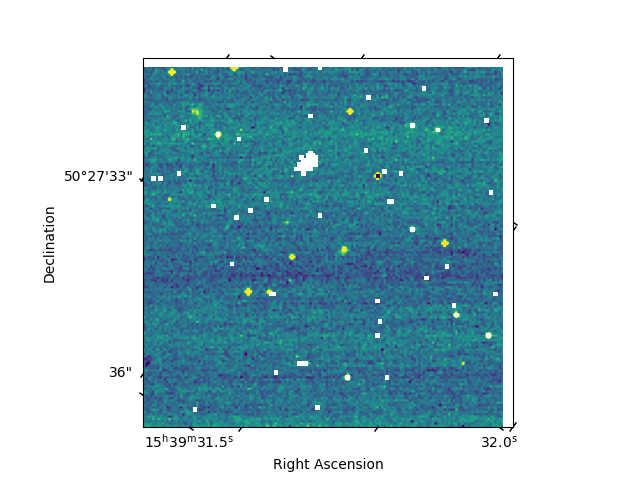 50°27'33"
Declination
36"
15ʰ39ᵐ31.5ˢ
32.0ˢ
Right Ascension